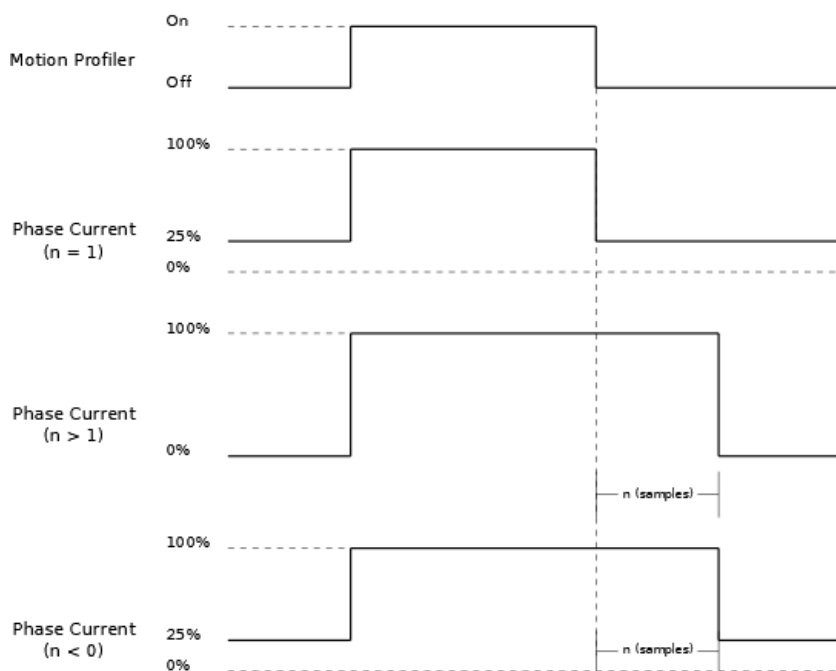 On
Motion Profiler
Off
100%
Phase Current
(n = 1)
25%
0%
100%
Phase Current
(n > 1)
0%
n (samples)
100%
Phase Current
(n < 0)
25%
n (samples)
0%